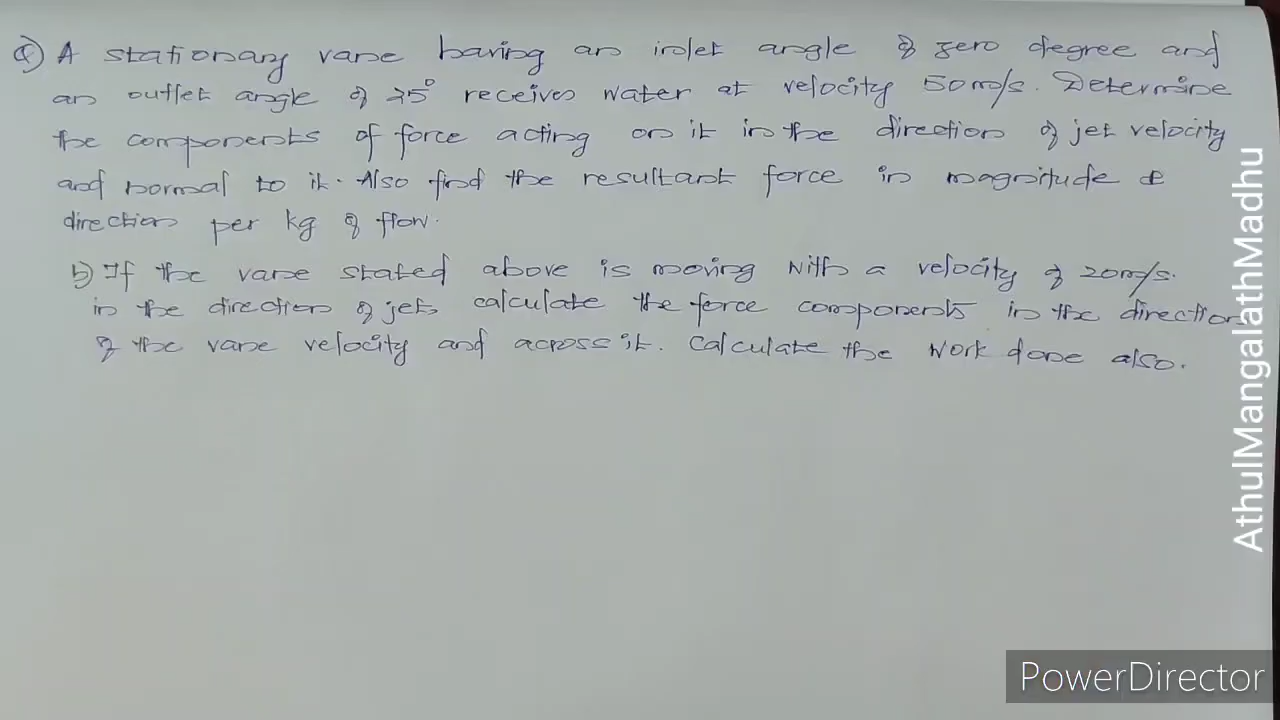 Q) A stationary vane having an inlet angle of zero degree and
an outlet angle of 25° receives water at velocity 50m/s. Determine
the components of force acting on it in the direction of jet velocity
and normal to it. Also find the resultant force in magnitude &
direction per kg of flow.
b) If the vane stated above is moving with a velocity of 20m/s.
in the direction of jet, calculate the force components in the direction
of the vane velocity and across it. Calculate the work done also.
AthulMangalathMadhu
PowerDirector